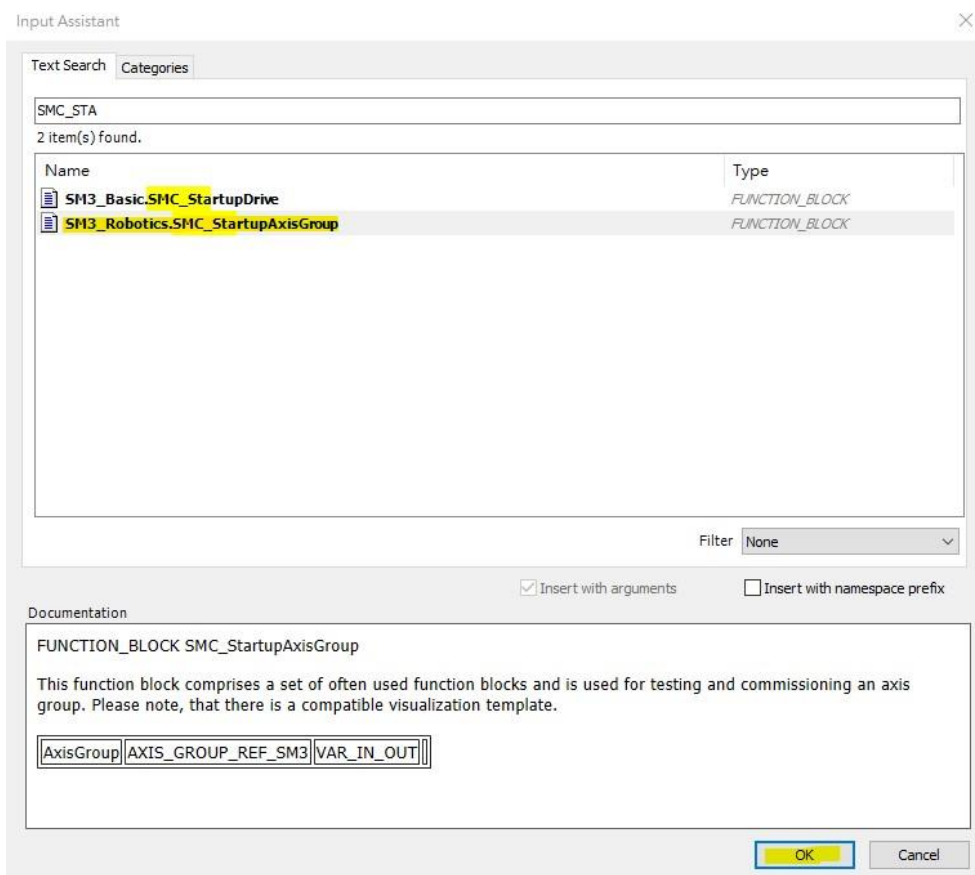 Input Assistant
Text Search Categories
SMC_STA
2 item(s) found.
Name Type
SM3_Basic.SMC_StartupDrive FUNCTION_BLOCK
SM3_Robotics.SMC_StartupAxisGroup FUNCTION_BLOCK
Filter None
Insert with arguments Insert with namespace prefix
Documentation
FUNCTION_BLOCK SMC_StartupAxisGroup
This function block comprises a set of often used function blocks and is used for testing and commissioning an axis
group. Please note, that there is a compatible visualization template.
AxisGroup AXIS_GROUP_REF_SM3 VAR_IN_OUT
OK Cancel